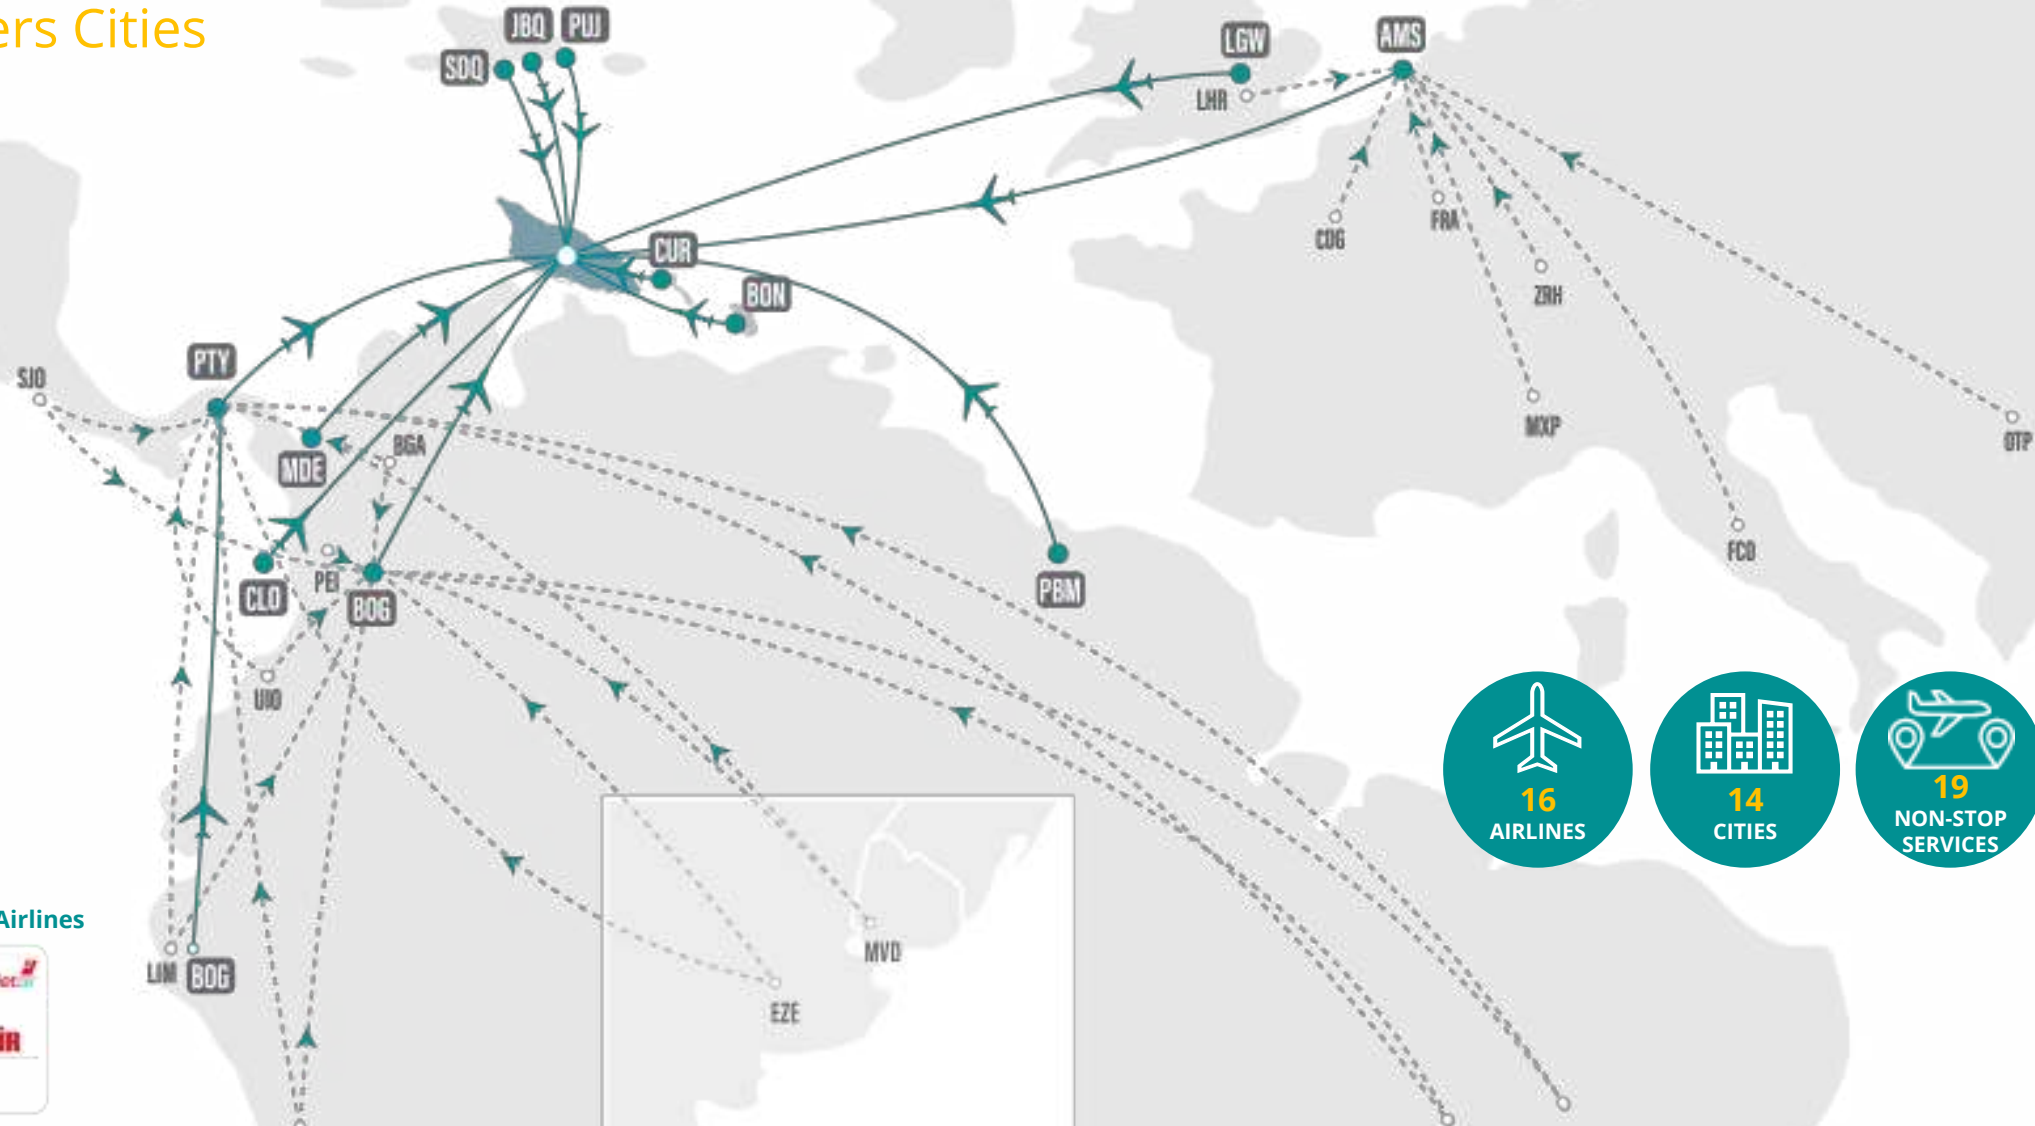 ers Cities
JBQ
PUJ
SDQ
LGW
AMS
LHR
CUR
BON
CDG
FRA
ZRH
PTY
SJO
MXP
OTP
MDE
BGA
FCO
CLO
PEI
BOG
PBM
UIO
16
AIRLINES
14
CITIES
19
NON-STOP
SERVICES
Airlines
LIM
BOG
MVD
EZE